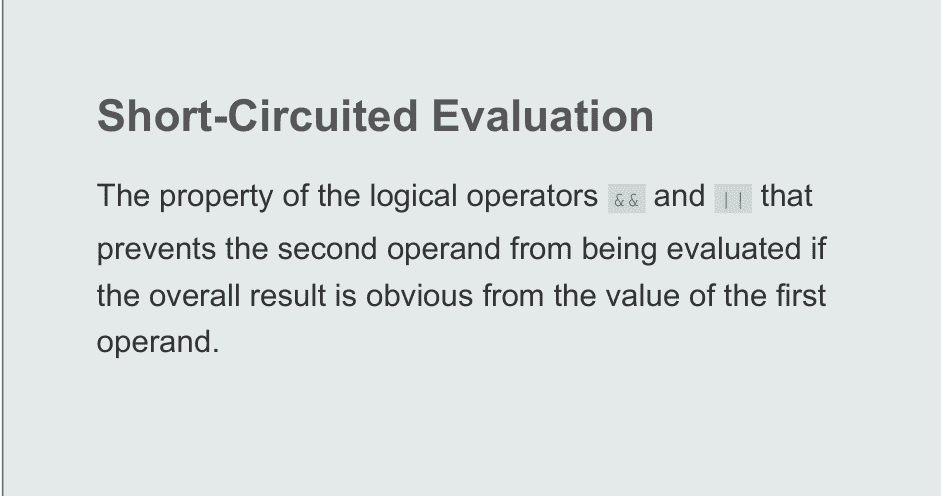 Short-Circuited Evaluation
The property of the logical operators && and || that
prevents the second operand from being evaluated if
the overall result is obvious from the value of the first
operand.